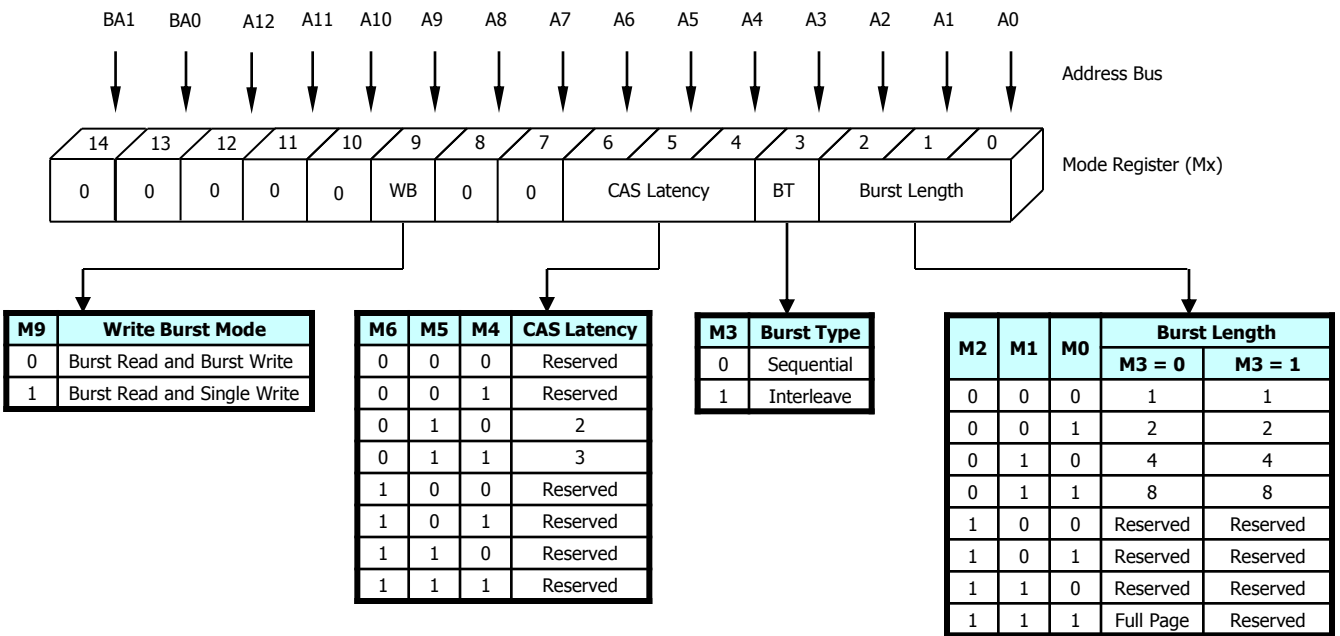 BA1 BA0 A12 A11 A10 A9 A8 A7 A6 A5 A4 A3 A2 A1 A0
Address Bus
14 13 12 11 10 9 8 7 6 5 4 3 2 1 0
Mode Register (Mx)
0 0 0 0 0 WB 0 0 CAS Latency BT Burst Length
M9 Write Burst Mode
0 Burst Read and Burst Write
1 Burst Read and Single Write
M6 M5 M4 CAS Latency
0 0 0 Reserved
0 0 1 Reserved
0 1 0 2
0 1 1 3
1 0 0 Reserved
1 0 1 Reserved
1 1 0 Reserved
1 1 1 Reserved
M3 Burst Type
0 Sequential
1 Interleave
M2 M1 M0 Burst Length
M3 = 0 M3 = 1
0 0 0 1 1
0 0 1 2 2
0 1 0 4 4
0 1 1 8 8
1 0 0 Reserved Reserved
1 0 1 Reserved Reserved
1 1 0 Reserved Reserved
1 1 1 Full Page Reserved